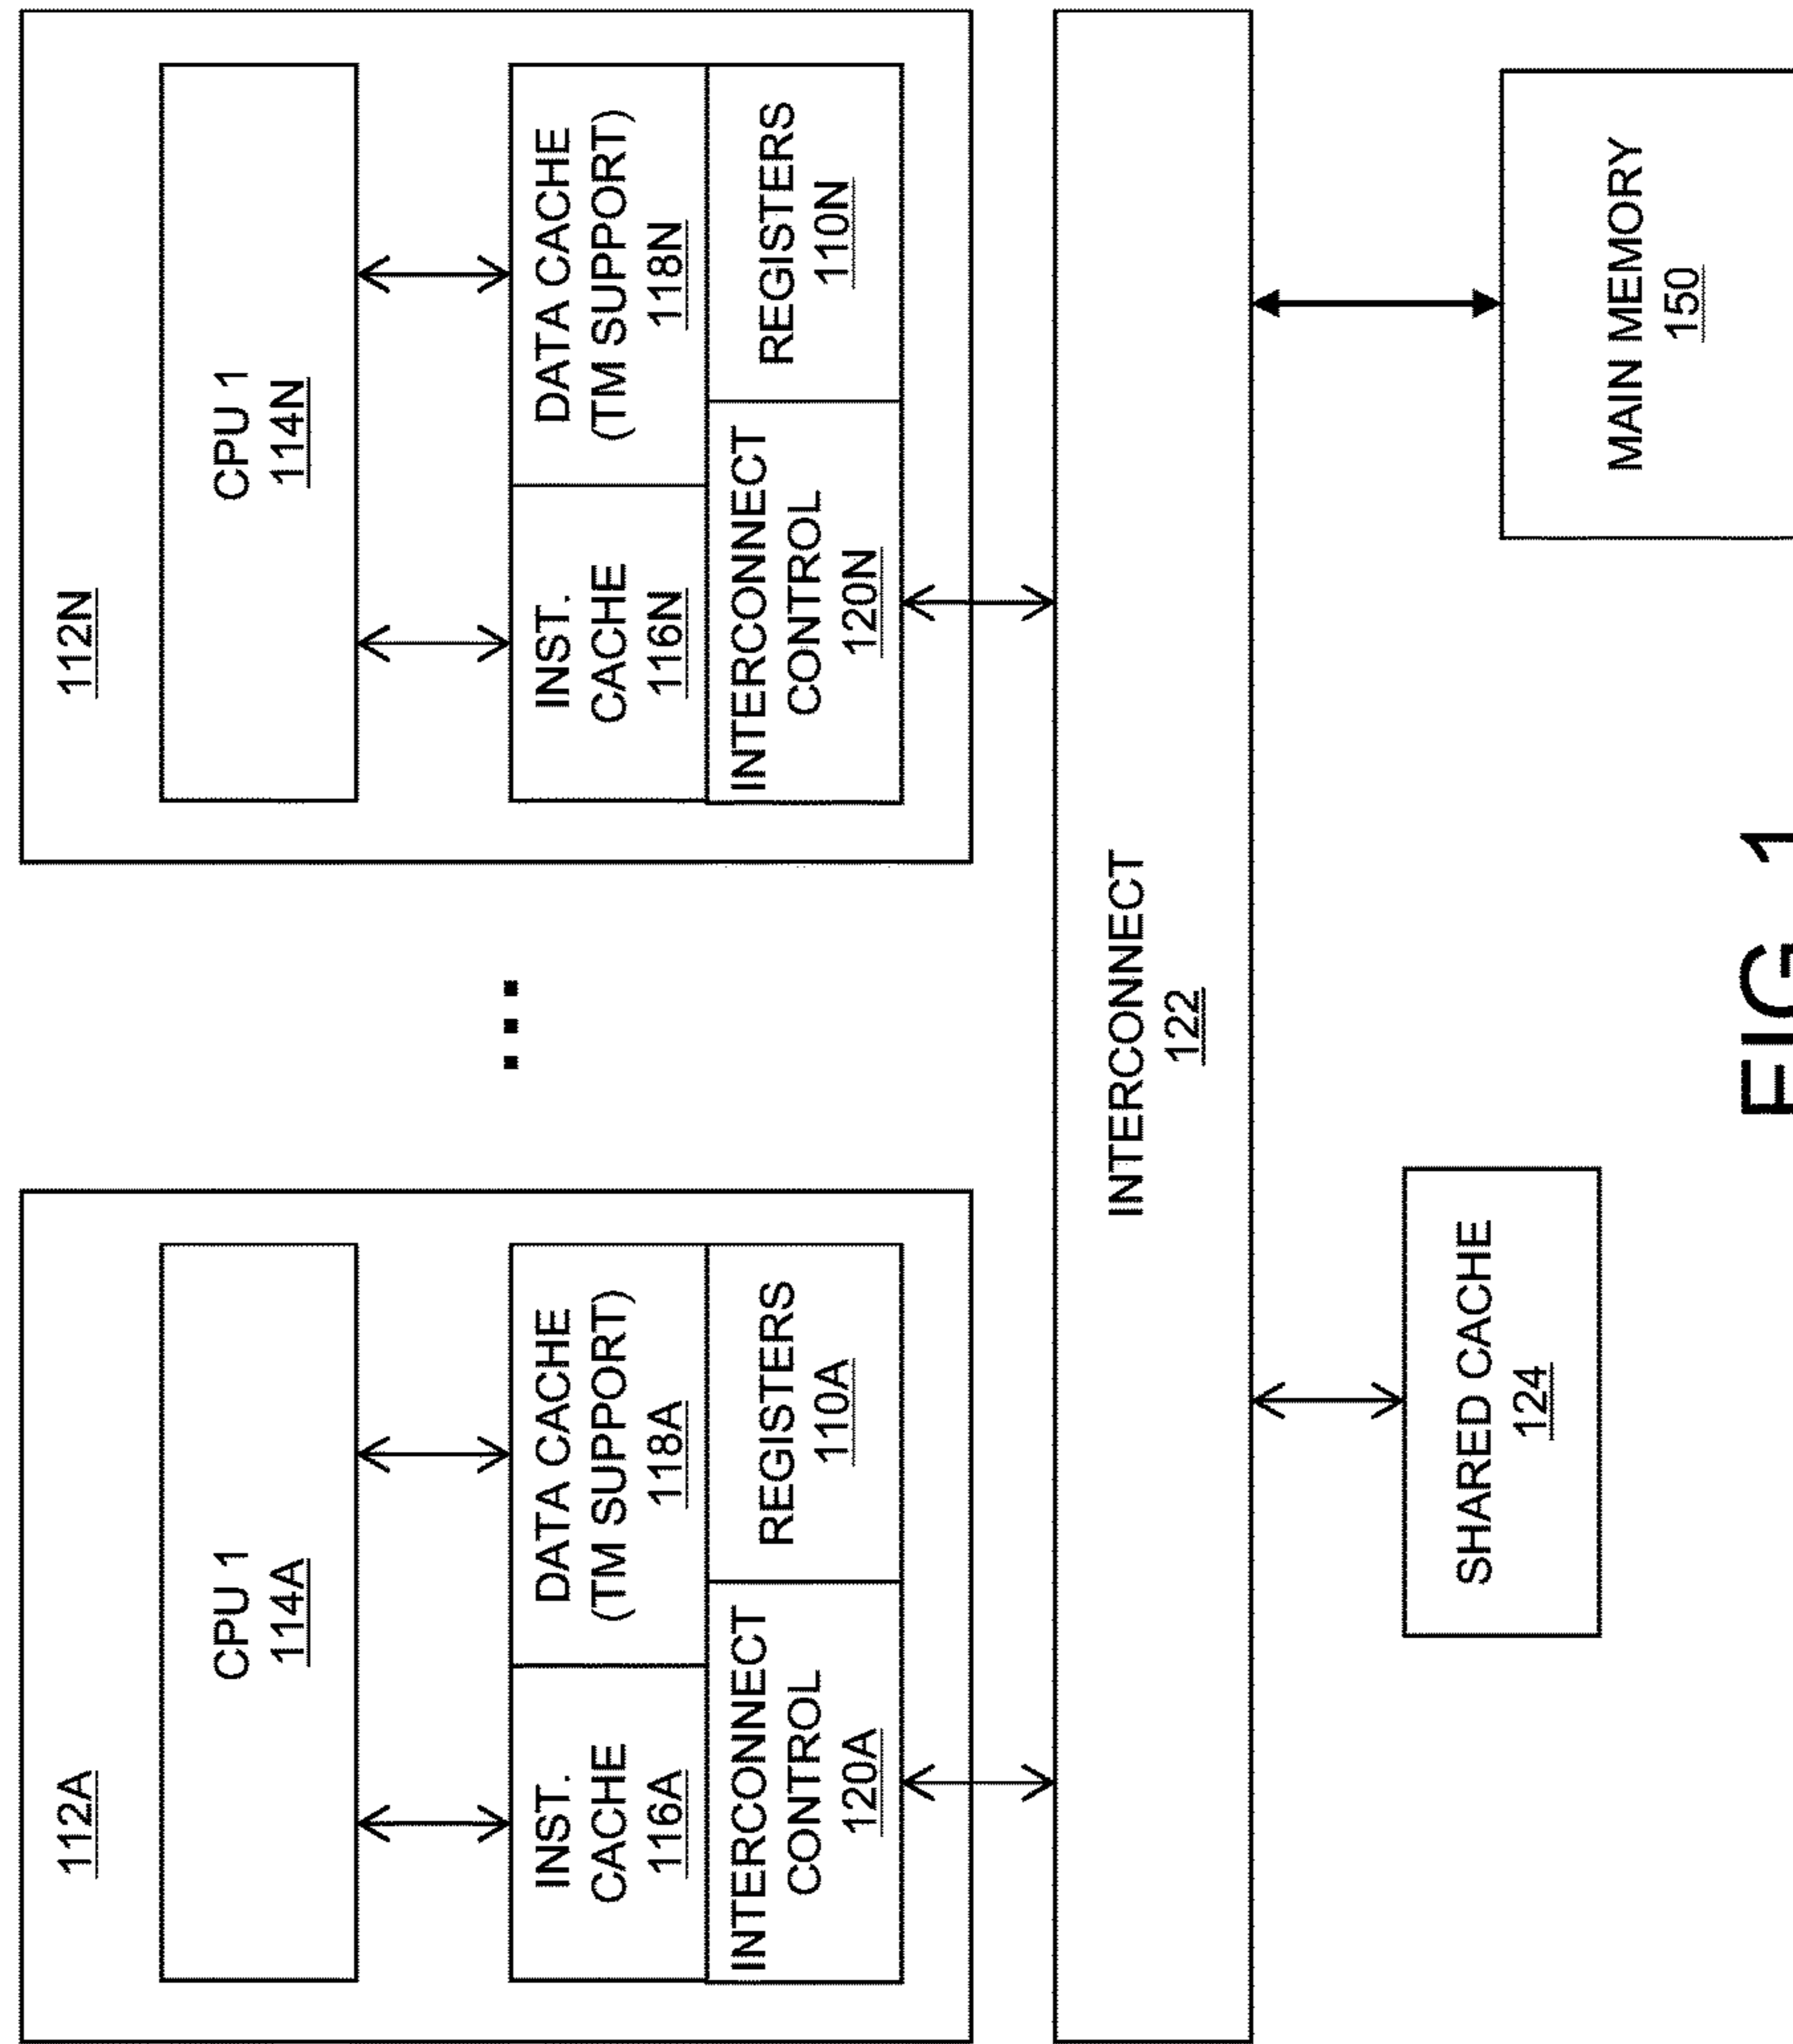 112A
CPU 1
114A
INST.
CACHE
116A
DATA CACHE
(TM SUPPORT)
118A
INTERCONNECT
CONTROL
120A
REGISTERS
110A
...
112N
CPU 1
114N
INST.
CACHE
116N
DATA CACHE
(TM SUPPORT)
118N
INTERCONNECT
CONTROL
120N
REGISTERS
110N
INTERCONNECT
122
SHARED CACHE
124
MAIN MEMORY
150
FIG 1